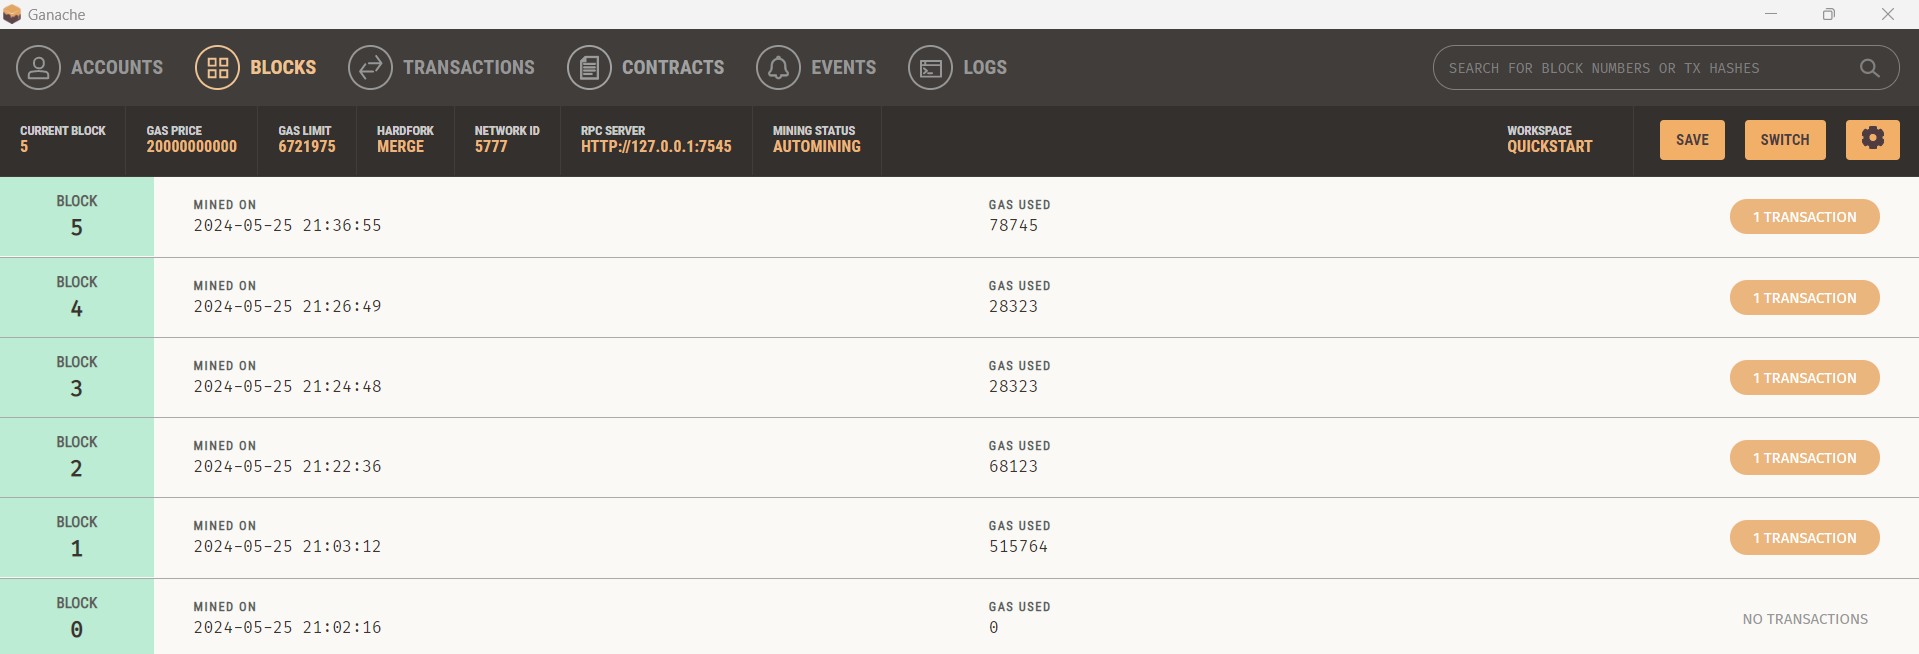 Ganache
ACCOUNTS BLOCKS TRANSACTIONS CONTRACTS EVENTS LOGS SEARCH FOR BLOCK NUMBERS OR TX HASHES
CURRENT BLOCK GAS PRICE GAS LIMIT HARDFORK NETWORK ID RPC SERVER MINING STATUS WORKSPACE SAVE SWITCH
5 20000000000 6721975 MERGE 5777 HTTP://127.0.0.1:7545 AUTOMINING QUICKSTART
BLOCK MINED ON GAS USED
5 2024-05-25 21:36:55 78745 1 TRANSACTION
BLOCK MINED ON GAS USED
4 2024-05-25 21:26:49 28323 1 TRANSACTION
BLOCK MINED ON GAS USED
3 2024-05-25 21:24:48 28323 1 TRANSACTION
BLOCK MINED ON GAS USED
2 2024-05-25 21:22:36 68123 1 TRANSACTION
BLOCK MINED ON GAS USED
1 2024-05-25 21:03:12 515764 1 TRANSACTION
BLOCK MINED ON GAS USED
0 2024-05-25 21:02:16 0 NO TRANSACTIONS